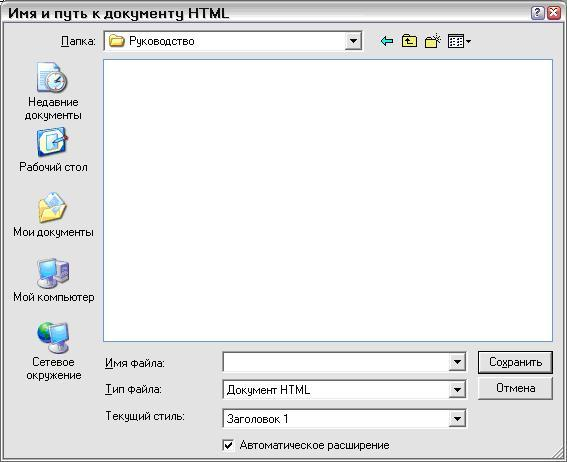 Имя и путь к документу HTML
Папка: Руководство
Недавние
документы
Рабочий стол
Мои документы
Мой компьютер
Сетевое
окружение
Имя файла: Сохранить
Тип файла: Документ HTML Отмена
Текущий стиль: Заголовок 1
Автоматическое расширение